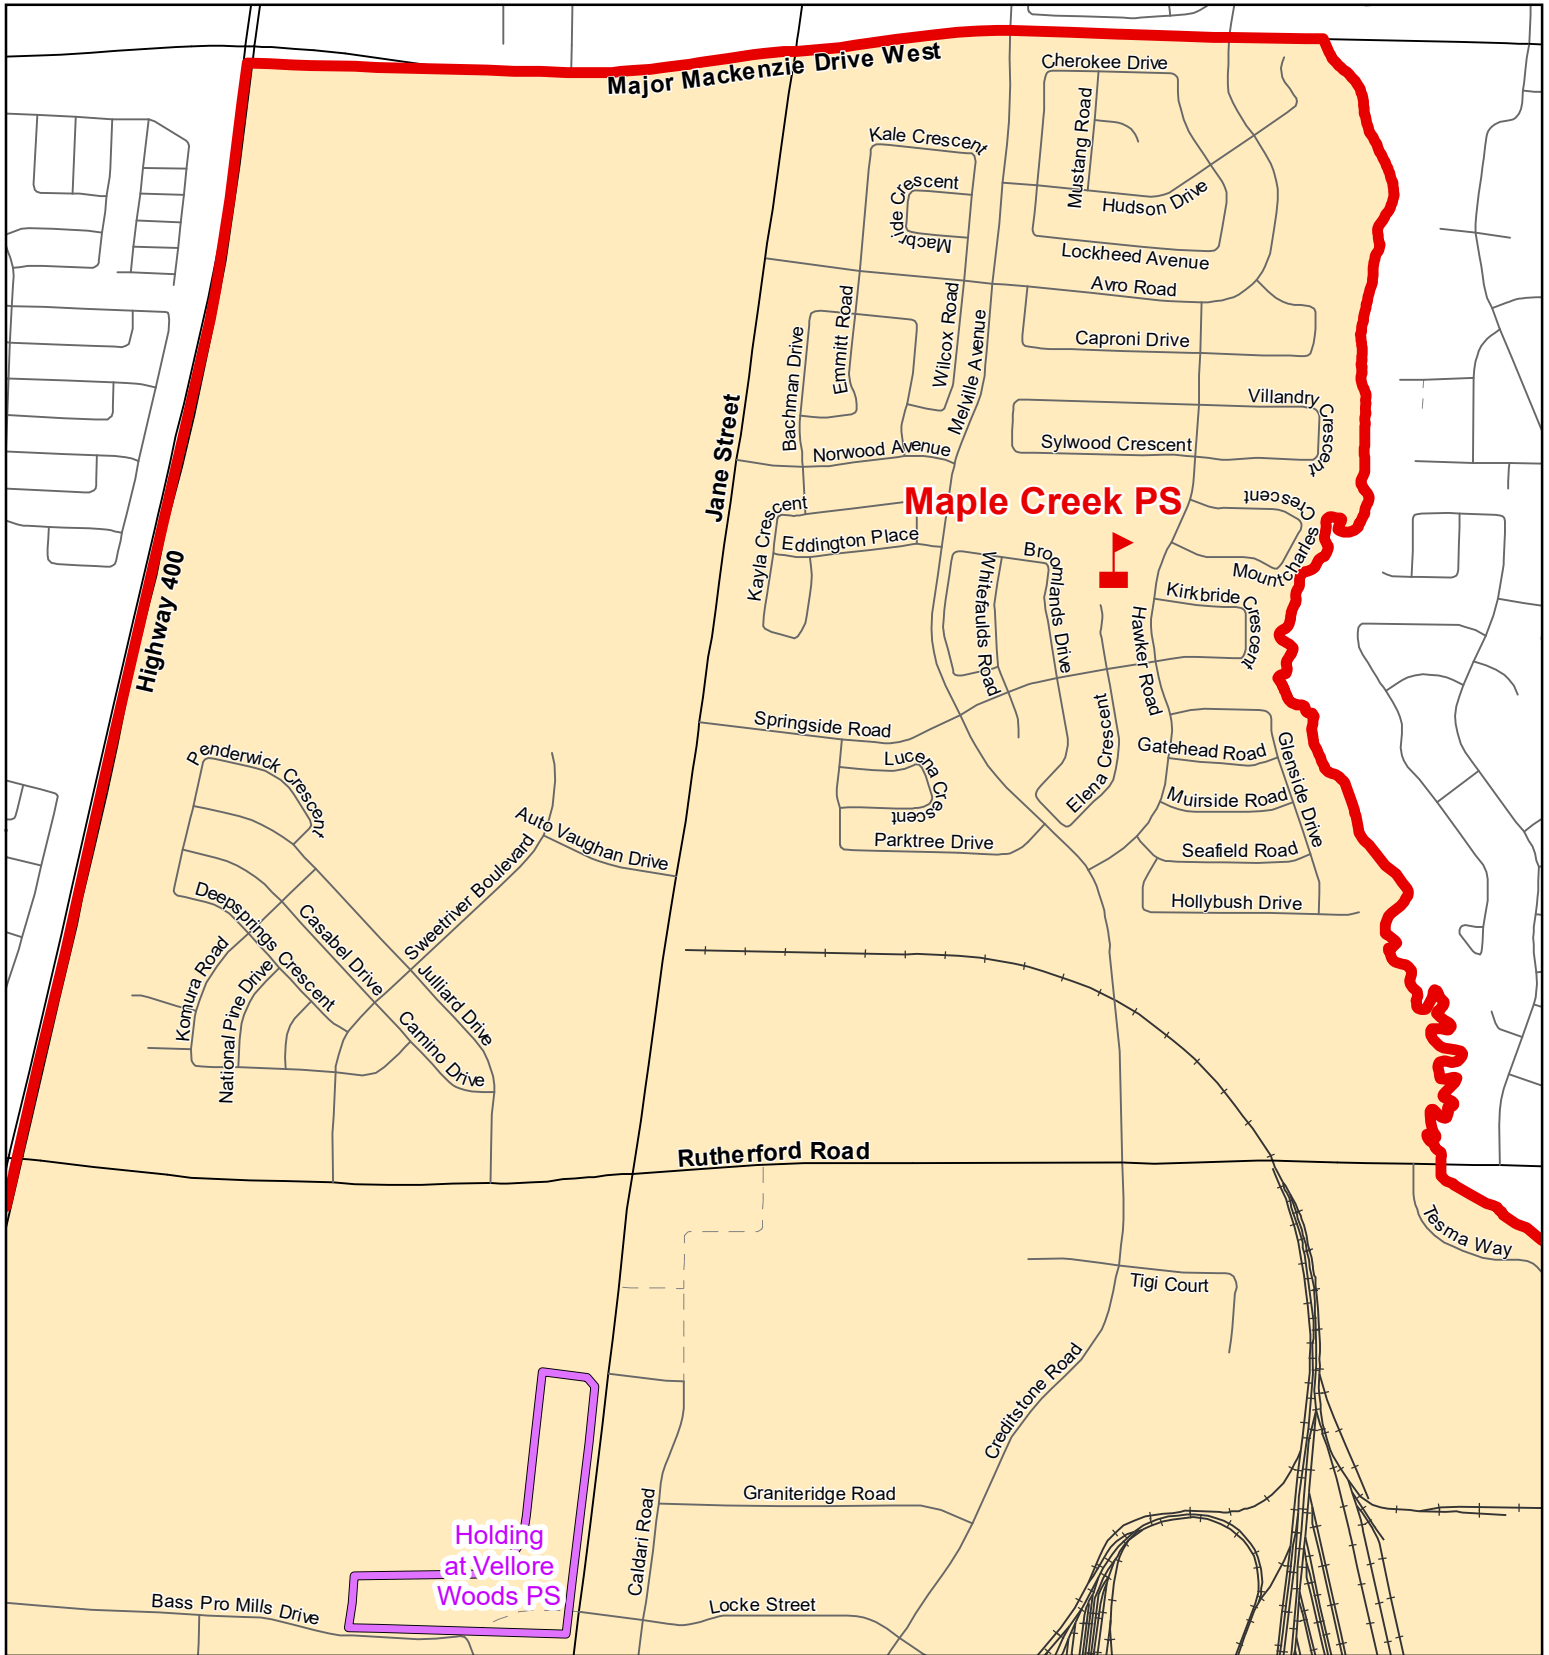 Major Mackenzie Drive West
Cherokee Drive
Mustang Road
Kale Crescent
Macbride Crescent
Hudson Drive
Lockheed Avenue
Avro Road
Caproni Drive
Emmitt Road
Bachman Drive
Wilcox Road
Melville Avenue
Villandry Crescent
Sylwood Crescent
Jane Street
Norwood Avenue
Maple Creek PS
Kayla Crescent
Eddington Place
Mountcharles Crescent
Broomlands Drive
Whitefaulds Road
Kirkbride Crescent
Hawker Road
Highway 400
Springside Road
Lucena Crescent
Elena Crescent
Gatehead Road
Glenside Drive
Muirside Road
Parktree Drive
Seafield Road
Hollybush Drive
Penderwick Crescent
Auto Vaughan Drive
Sweetriver Boulevard
Deepsprings Crescent
Casabel Drive
Komura Road
National Pine Drive
Julliard Drive
Camino Drive
Rutherford Road
Tesma Way
Tigi Court
Creditstone Road
Graniteridge Road
Caldari Road
Holding
at Vellore
Woods PS
Bass Pro Mills Drive
Locke Street